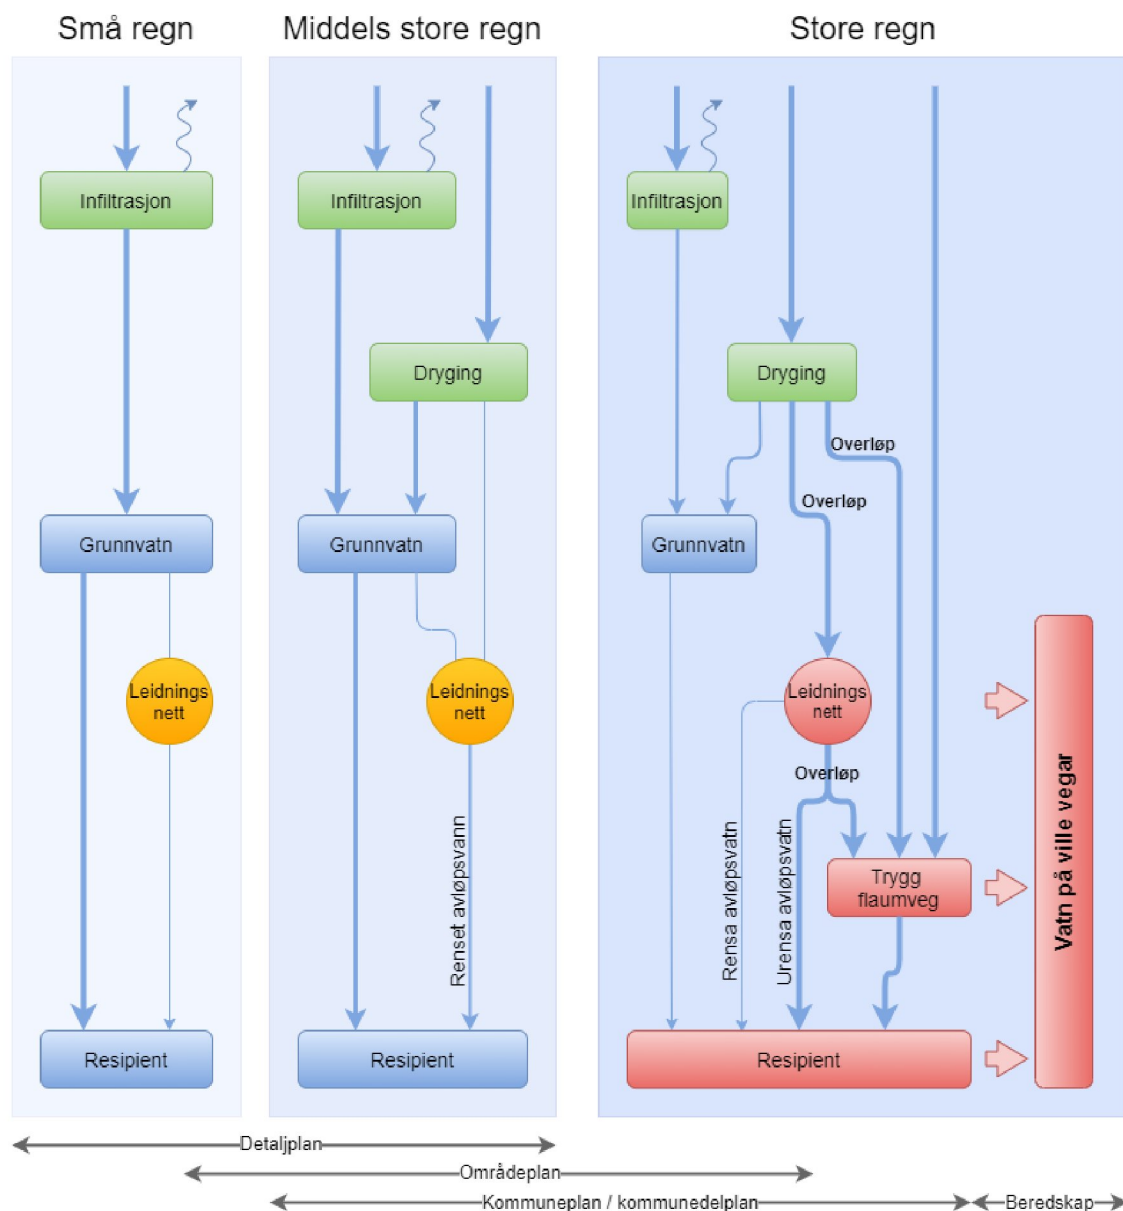 Små regn
Middels store regn
Store regn
Infiltrasjon
Infiltrasjon
Infiltrasjon
Dryging
Dryging
Overløp
Overløp
Grunnvatn
Grunnvatn
Grunnvatn
Leidnings
nett
Leidnings
nett
Leidnings
nett
Overløp
Renset avløpsvann
Rensa avløpsvatn
Urensa avløpsvatn
Trygg
flaumveg
Vatn på ville vegar
Resipient
Resipient
Resipient
Detaljplan
Områdeplan
Kommuneplan / kommunedelplan
Beredskap